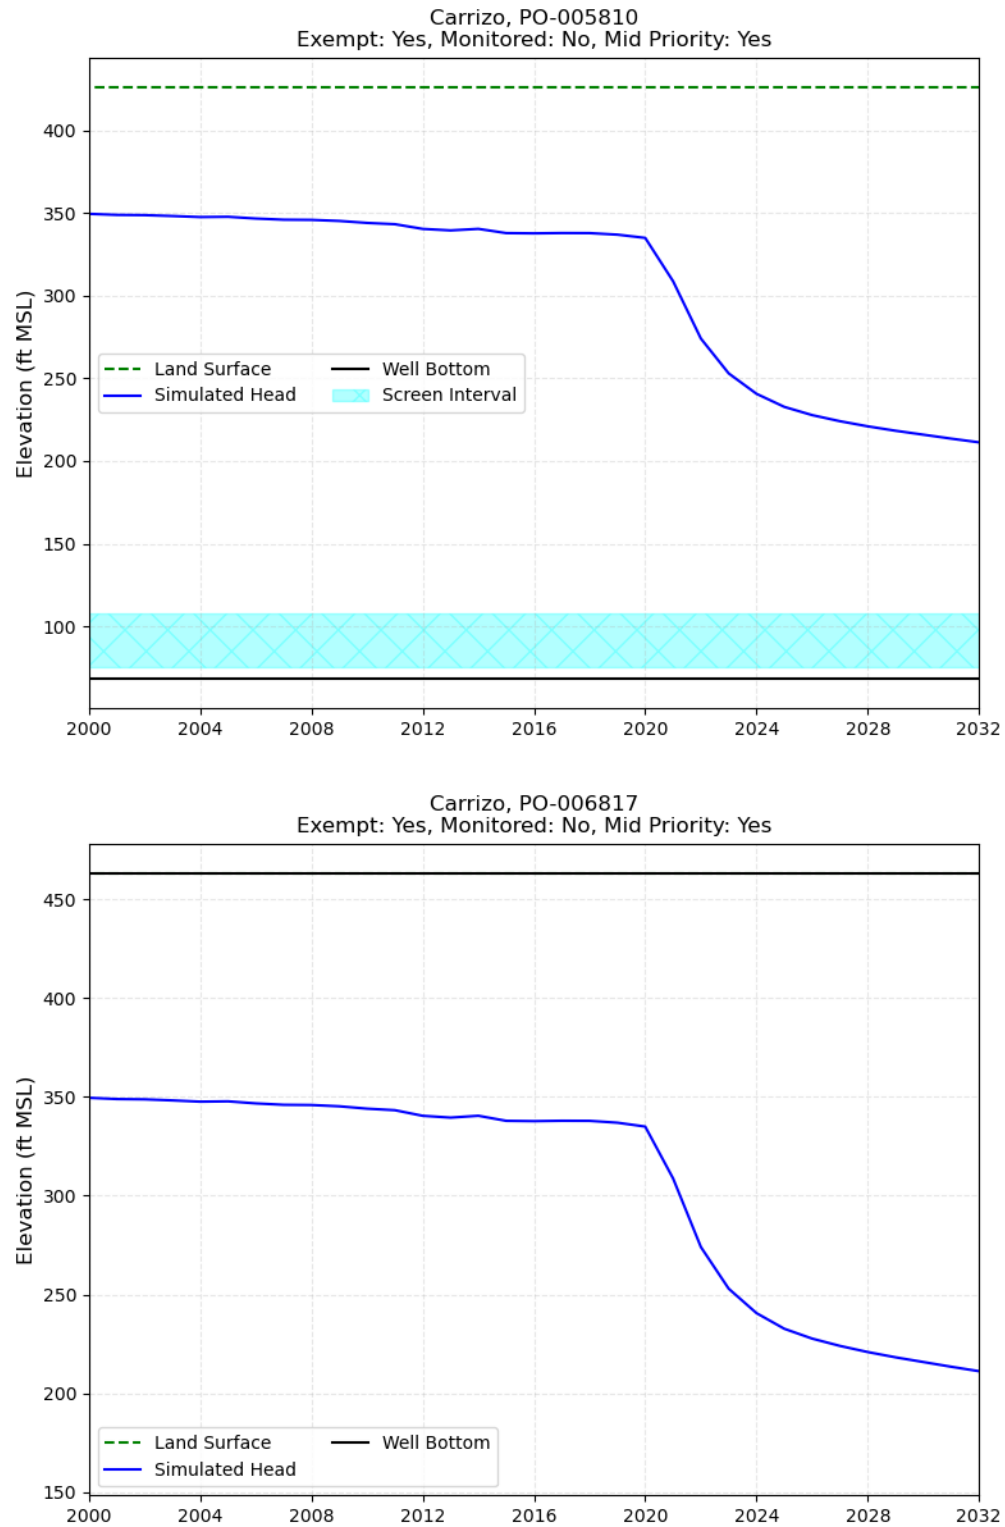 Carrizo, PO-005810
Exempt: Yes, Monitored: No, Mid Priority: Yes
Elevation (ft MSL)
400
350
300
250
200
150
100
Land Surface
Simulated Head
Well Bottom
Screen Interval
2000 2004 2008 2012 2016 2020 2024 2028 2032
Carrizo, PO-006817
Exempt: Yes, Monitored: No, Mid Priority: Yes
Elevation (ft MSL)
450
400
350
300
250
200
150
Land Surface
Simulated Head
Well Bottom
2000 2004 2008 2012 2016 2020 2024 2028 2032